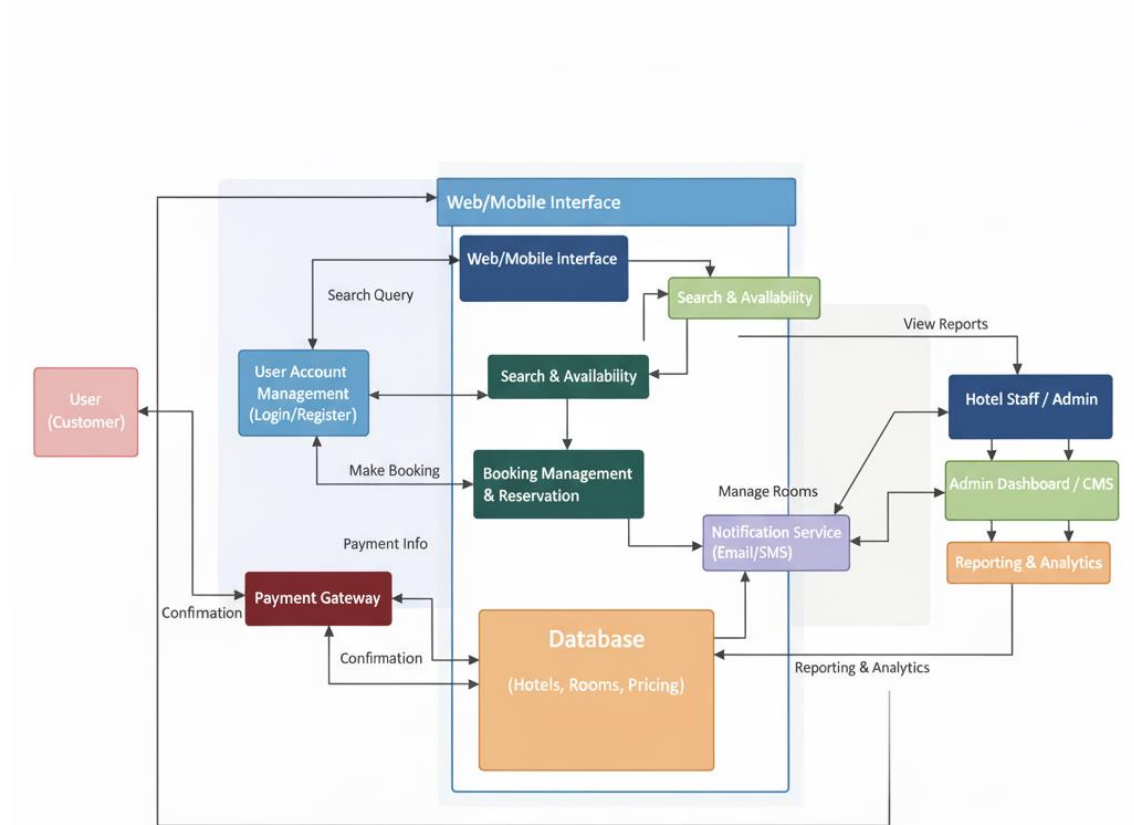 Web/Mobile Interface
Web/Mobile Interface
Search Query
Search & Availability
View Reports
User
(Customer)
User Account
Management
(Login/Register)
Search & Availability
Hotel Staff / Admin
Make Booking
Booking Management
& Reservation
Manage Rooms
Admin Dashboard / CMS
Payment Info
Notification Service
(Email/SMS)
Reporting & Analytics
Payment Gateway
Confirmation
Database
(Hotels, Rooms, Pricing)
Confirmation
Reporting & Analytics